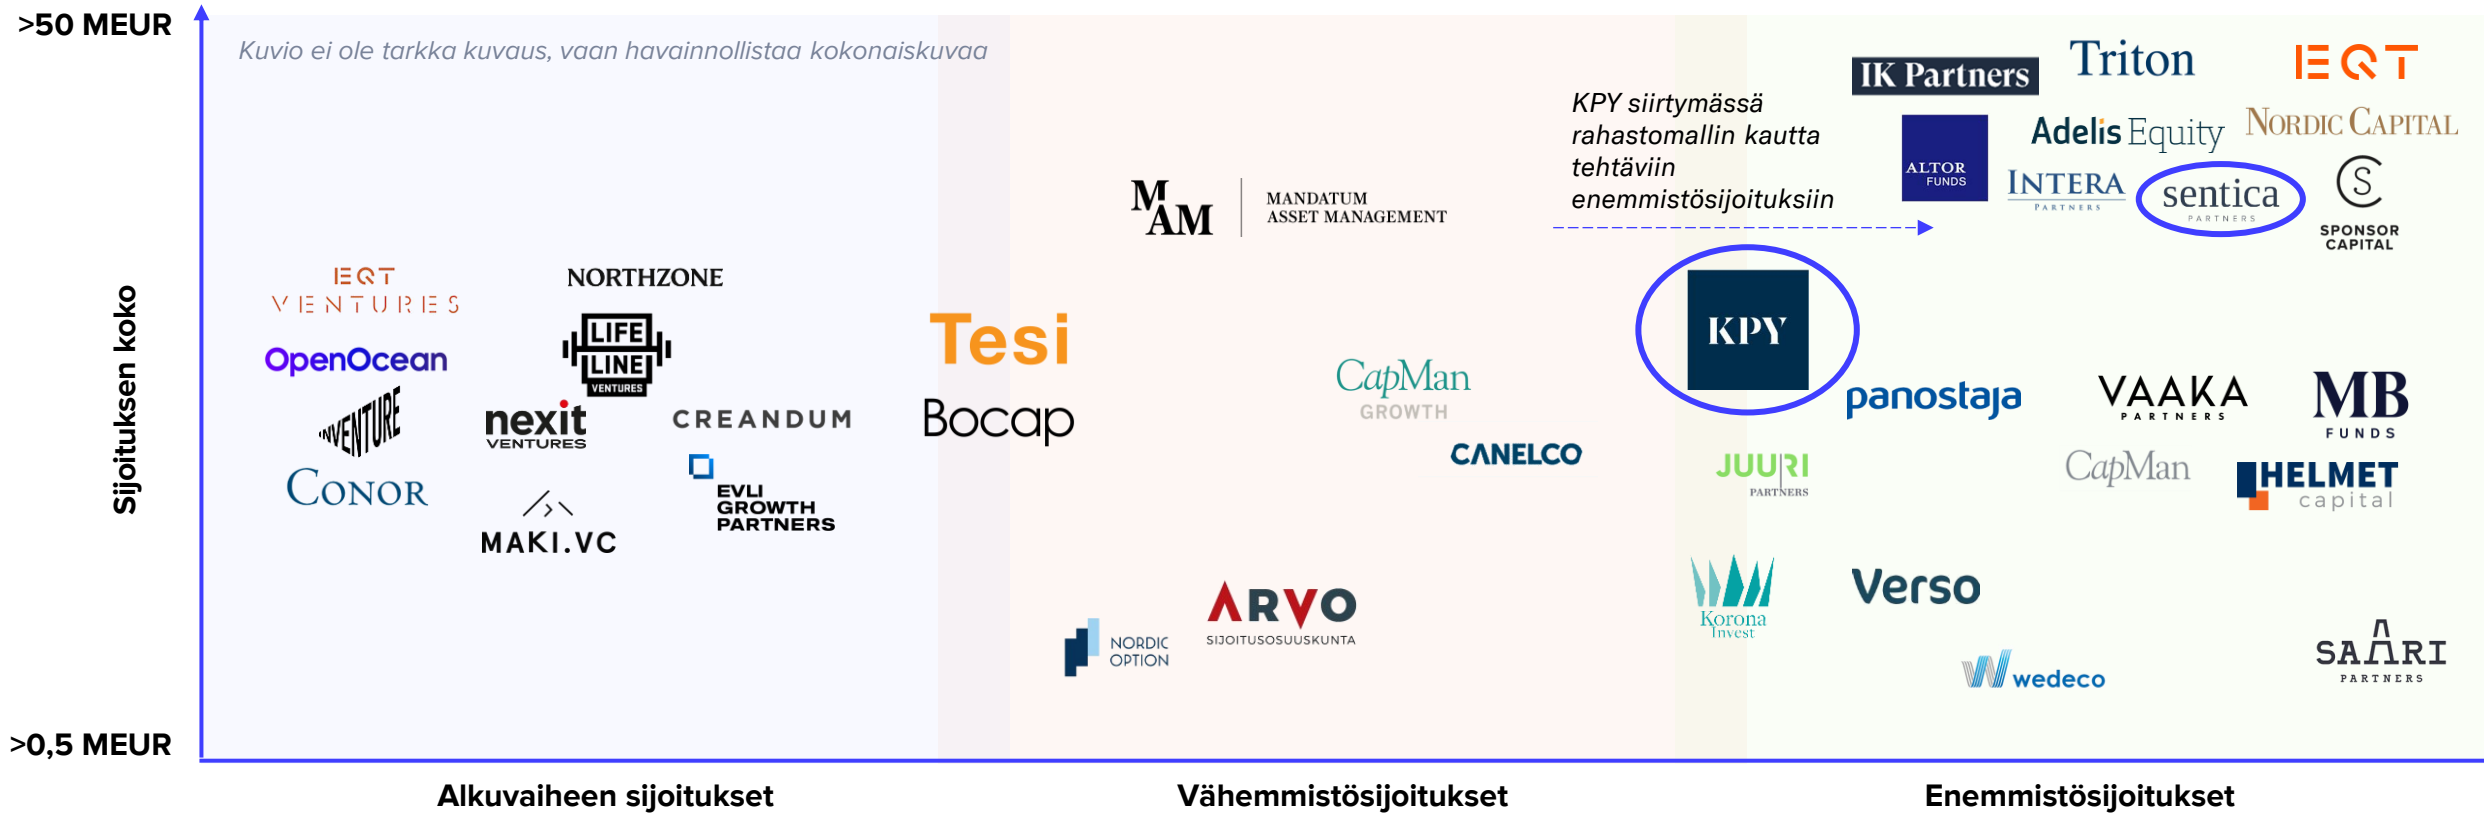 >50 MEUR
Kuvio ei ole tarkka kuvaus, vaan havainnollistaa kokonaiskuvaa
Sijoituksen koko
>0,5 MEUR
EQT
VENTURES
OpenOcean
INVENTURE
CONOR
NORTHZONE
LIFE
LINE
VENTURES
nexit
VENTURES
CREANDUM
EVLI
GROWTH
PARTNERS
MAKI.VC
Tesi
Bocap
MAM
MANDATUM
ASSET MANAGEMENT
CapMan
GROWTH
CANELCO
NORDIC
OPTION
ARVO
SIJOITUSOSUUSKUNTA
KPY siirtymässä
rahastomallin kautta
tehtäviin
enemmistösijoituksiin
KPY
JUURI
PARTNERS
Korona
Invest
IK Partners
Triton
EQT
ALTOR
FUNDS
Adelis Equity
NORDIC CAPITAL
INTERA
PARTNERS
sentica
PARTNERS
SPONSOR
CAPITAL
panostaja
VAAKA
PARTNERS
MB
FUNDS
CapMan
HELMET
capital
Verso
wedeco
SAARI
PARTNERS
Alkuvaiheen sijoitukset
Vähemmistösijoitukset
Enemmistösijoitukset